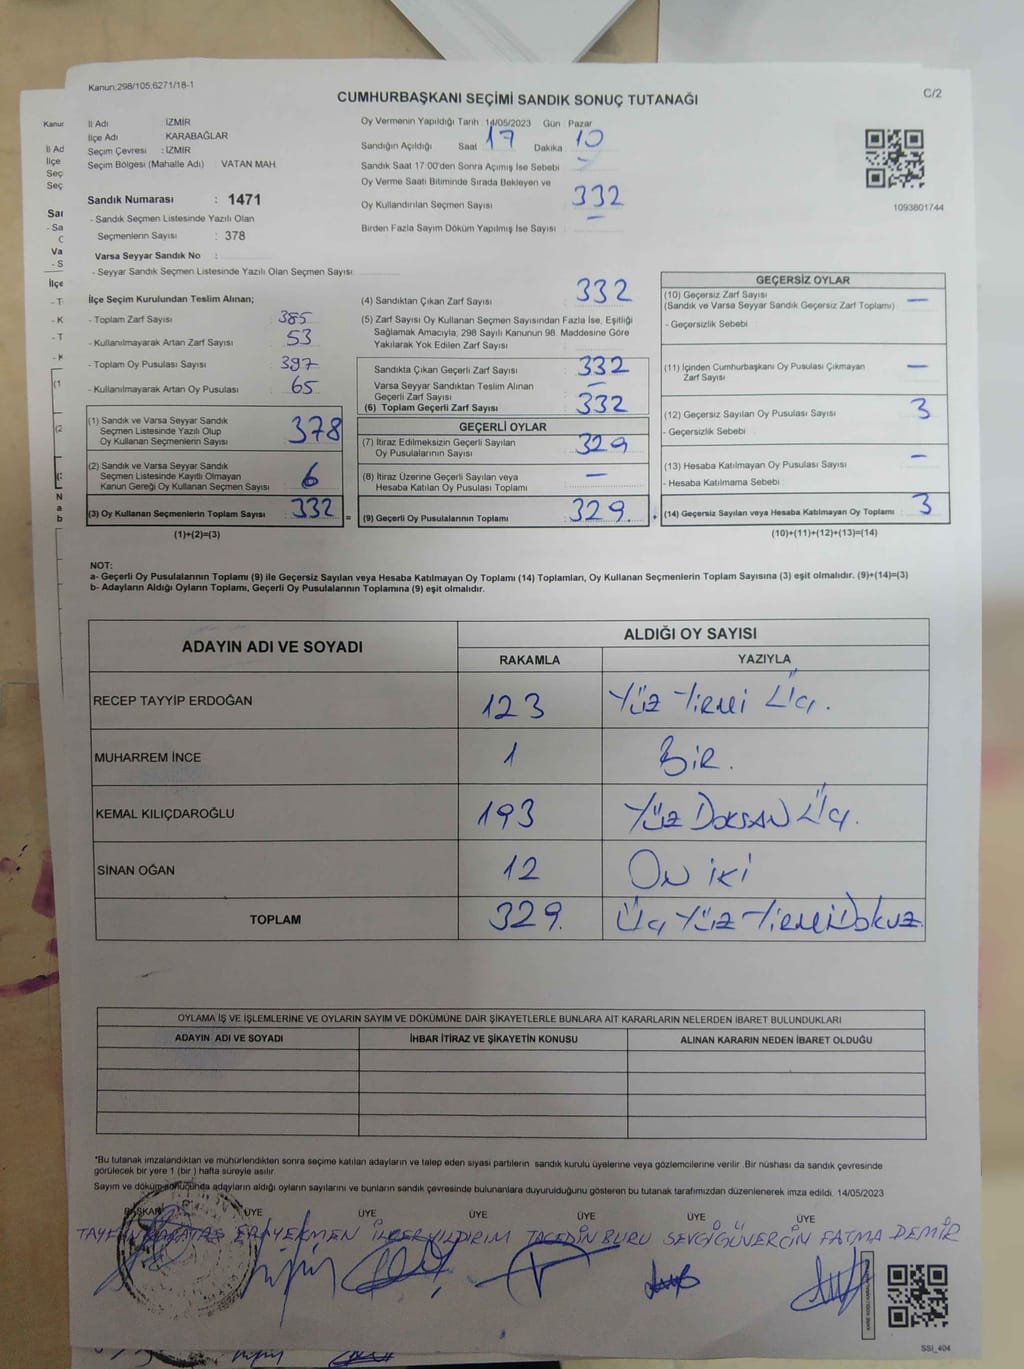 Kanun;298/105;6271/18-1
CUMHURBAŞKANI SEÇİMİ SANDIK SONUÇ TUTANAĞI
C/2
İl Adı : İZMİR
İlçe Adı : KARABAĞLAR
Seçim Çevresi : İZMİR
Seçim Bölgesi (Mahalle Adı) VATAN MAH.
Sandık Numarası : 1471
- Sandık Seçmen Listesinde Yazılı Olan
Seçmenlerin Sayısı : 378
Varsa Seyyar Sandık No :
- Seyyar Sandık Seçmen Listesinde Yazılı Olan Seçmen Sayısı:
Oy Vermenin Yapıldığı Tarih :14/05/2023 Gün : Pazar
Sandığın Açıldığı Saat 17 Dakika 10
Sandık Saat 17:00'den Sonra Açımış İse Sebebi
Oy Verme Saati Bitiminde Sırada Bekleyen ve
Oy Kullandırılan Seçmen Sayısı : 332
Birden Fazla Sayım Döküm Yapılmış İse Sayısı : –
1093801744
İlçe Seçim Kurulundan Teslim Alınan;
- Toplam Zarf Sayısı : 385
- Kullanılmayarak Artan Zarf Sayısı : 53
- Toplam Oy Pusulası Sayısı : 397
- Kullanılmayarak Artan Oy Pusulası : 65
(1) Sandık ve Varsa Seyyar Sandık
Seçmen Listesinde Yazılı Olup
Oy Kullanan Seçmenlerin Sayısı : 378
(2) Sandık ve Varsa Seyyar Sandık
Seçmen Listesinde Kayıtlı Olmayan
Kanun Gereği Oy Kullanan Seçmen Sayısı : 6
(3) Oy Kullanan Seçmenlerin Toplam Sayısı : 332 =
(1)+(2)=(3)
(4) Sandıktan Çıkan Zarf Sayısı : 332
(5) Zarf Sayısı Oy Kullanan Seçmen Sayısından Fazla İse, Eşitliği
Sağlamak Amacıyla; 298 Sayılı Kanunun 98. Maddesine Göre
Yakılarak Yok Edilen Zarf Sayısı :
Sandıkta Çıkan Geçerli Zarf Sayısı : 332
Varsa Seyyar Sandıktan Teslim Alınan
Geçerli Zarf Sayısı : –
(6) Toplam Geçerli Zarf Sayısı : 332
GEÇERLİ OYLAR
(7) İtiraz Edilmeksizin Geçerli Sayılan
Oy Pusulalarının Sayısı : 329
(8) İtiraz Üzerine Geçerli Sayılan veya
Hesaba Katılan Oy Pusulası Toplamı : –
(9) Geçerli Oy Pusulalarının Toplamı : 329. +
GEÇERSİZ OYLAR
(10) Geçersiz Zarf Sayısı
(Sandık ve Varsa Seyyar Sandık Geçersiz Zarf Toplamı) : –
- Geçersizlik Sebebi
(11) İçinden Cumhurbaşkanı Oy Pusulası Çıkmayan
Zarf Sayısı : –
(12) Geçersiz Sayılan Oy Pusulası Sayısı : 3
- Geçersizlik Sebebi
(13) Hesaba Katılmayan Oy Pusulası Sayısı : –
- Hesaba Katılmama Sebebi :
(14) Geçersiz Sayılan veya Hesaba Katılmayan Oy Toplamı : 3
(10)+(11)+(12)+(13)=(14)
NOT:
a- Geçerli Oy Pusulalarının Toplamı (9) ile Geçersiz Sayılan veya Hesaba Katılmayan Oy Toplamı (14) Toplamları, Oy Kullanan Seçmenlerin Toplam Sayısına (3) eşit olmalıdır. (9)+(14)=(3)
b- Adayların Aldığı Oyların Toplamı, Geçerli Oy Pusulalarının Toplamına (9) eşit olmalıdır.
ADAYIN ADI VE SOYADI ALDIĞI OY SAYISI
RAKAMLA YAZIYLA
RECEP TAYYİP ERDOĞAN 123 Yüz Yirmi Üç.
MUHARREM İNCE 1 Bir.
KEMAL KILIÇDAROĞLU 193 Yüz Doksan Üç.
SİNAN OĞAN 12 On iki
TOPLAM 329. Üç Yüz Yirmi Dokuz.
OYLAMA İŞ VE İŞLEMLERİNE VE OYLARIN SAYIM VE DÖKÜMÜNE DAİR ŞİKAYETLERLE BUNLARA AİT KARARLARIN NELERDEN İBARET BULUNDUKLARI
ADAYIN ADI VE SOYADI İHBAR İTİRAZ VE ŞİKAYETİN KONUSU ALINAN KARARIN NEDEN İBARET OLDUĞU
"Bu tutanak imzalandıktan ve mühürlendikten sonra seçime katılan adayların ve talep eden siyasi partilerin sandık kurulu üyelerine veya gözlemcilerine verilir .Bir nüshası da sandık çevresinde
görülecek bir yere 1 (bir ) hafta süreyle asılır.
Sayım ve döküm sonucunda adayların aldığı oyların sayılarını ve bunların sandık çevresinde bulunanlara duyurulduğunu gösteren bu tutanak tarafımızdan düzenlenerek imza edildi. 14/05/2023
BAŞKAN ÜYE ÜYE ÜYE ÜYE ÜYE ÜYE
İLKER YILDIRIM TACEDİN BURU SEVGİ GÜVERCİN FATMA DEMİR
SSI_404